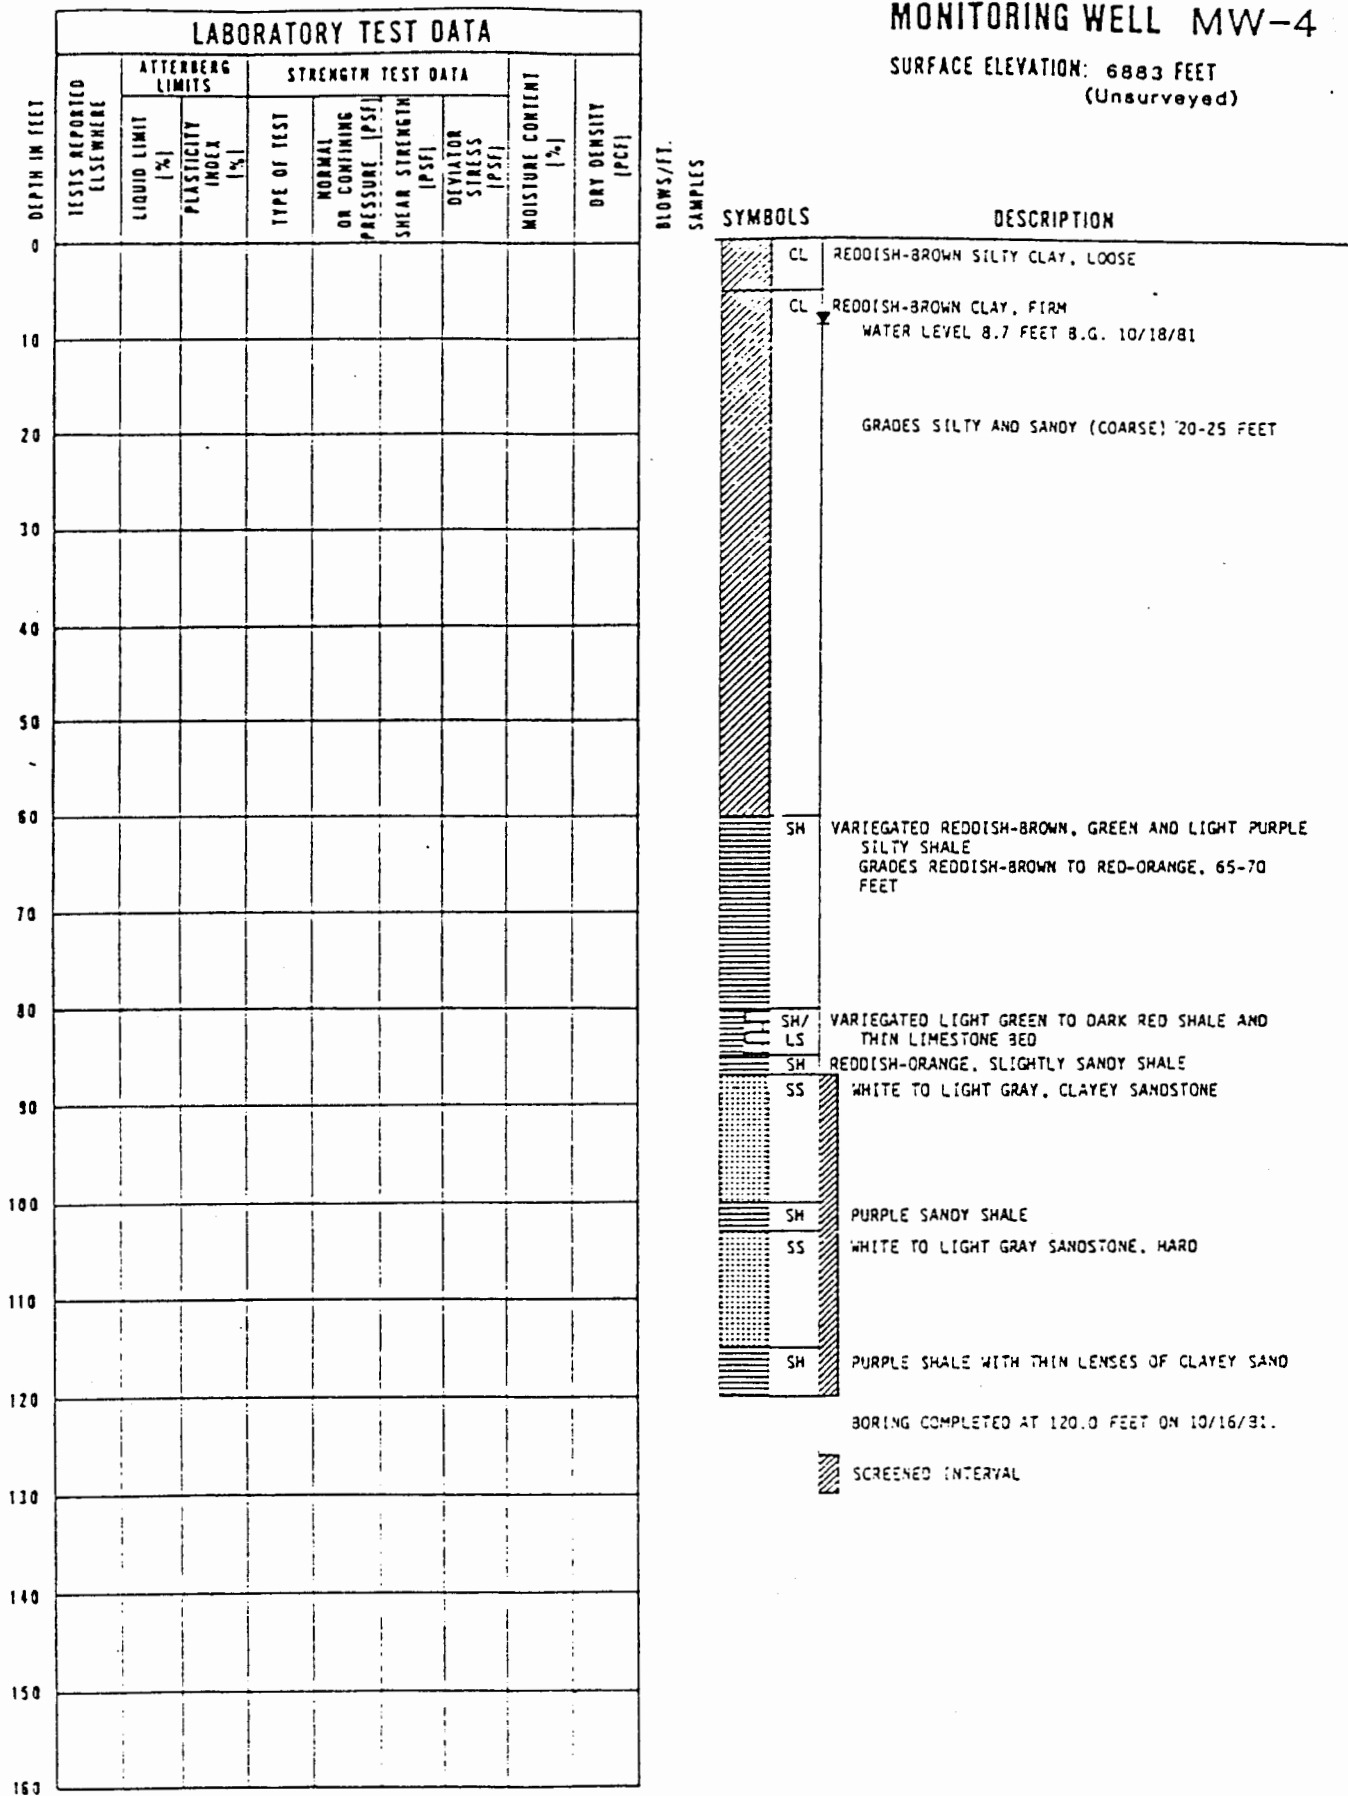 LABORATORY TEST DATA
DEPTH IN FEET
TESTS REPORTED
ELSEWHERE
ATTERBERG
LIMITS
LIQUID LIMIT
[%]
PLASTICITY
INDEX
[%]
STRENGTH TEST DATA
TYPE OF TEST
NORMAL
OR CONFINING
PRESSURE [PSF]
SHEAR STRENGTH
[PSF]
DEVIATOR
STRESS
[PSF]
MOISTURE CONTENT
[%]
DRY DENSITY
[PCF]
BLOWS/FT.
SAMPLES
0
10
20
30
40
50
60
70
80
90
100
110
120
130
140
150
160
MONITORING WELL MW-4
SURFACE ELEVATION: 6883 FEET
(Unsurveyed)
SYMBOLS DESCRIPTION
CL REDDISH-BROWN SILTY CLAY, LOOSE
CL REDDISH-BROWN CLAY, FIRM
WATER LEVEL 8.7 FEET B.G. 10/18/81
GRADES SILTY AND SANDY (COARSE) 20-25 FEET
SH VARIEGATED REDDISH-BROWN, GREEN AND LIGHT PURPLE
SILTY SHALE
GRADES REDDISH-BROWN TO RED-ORANGE, 65-70
FEET
SH/ VARIEGATED LIGHT GREEN TO DARK RED SHALE AND
LS THIN LIMESTONE BED
SH REDDISH-ORANGE, SLIGHTLY SANDY SHALE
SS WHITE TO LIGHT GRAY, CLAYEY SANDSTONE
SH PURPLE SANDY SHALE
SS WHITE TO LIGHT GRAY SANDSTONE, HARD
SH PURPLE SHALE WITH THIN LENSES OF CLAYEY SAND
BORING COMPLETED AT 120.0 FEET ON 10/16/81.
SCREENED INTERVAL